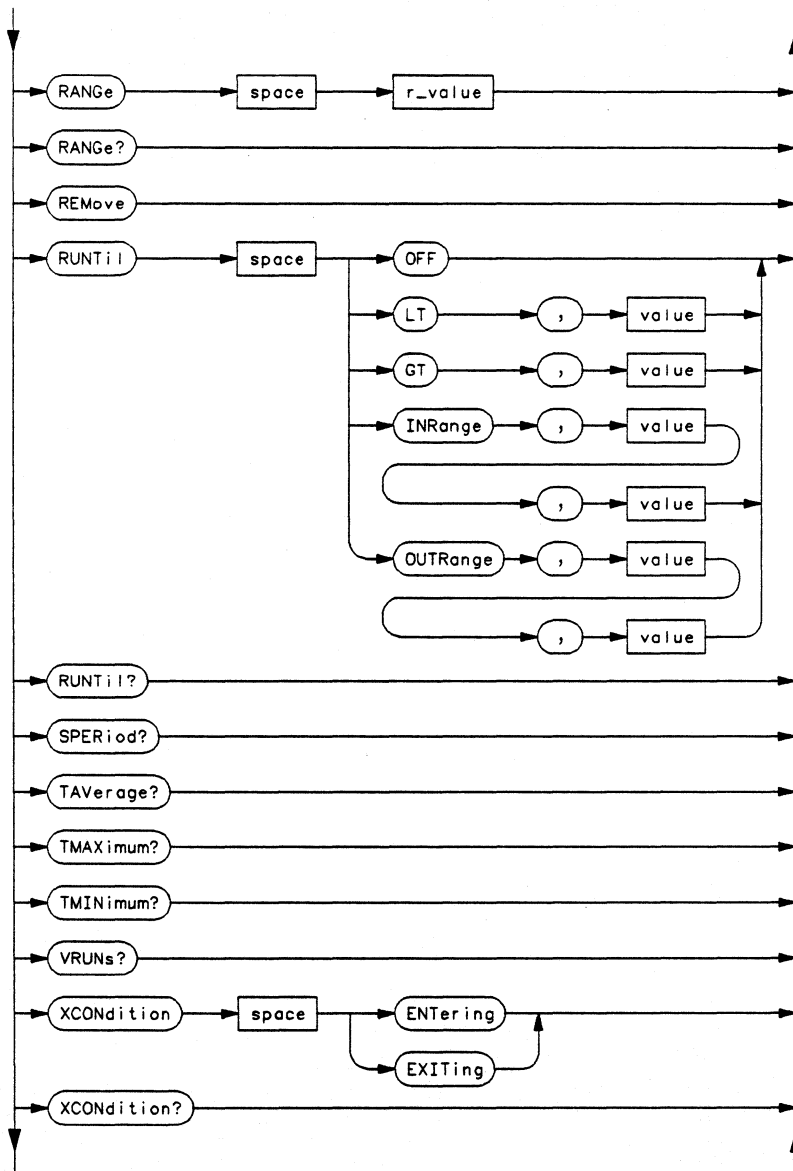 RANGe space r_value
RANGe?
REMove
RUNTil space OFF
LT , value
GT , value
INRange , value
, value
OUTRange , value
, value
RUNTil?
SPERiod?
TAVerage?
TMAXimum?
TMINimum?
VRUNs?
XCONdition space ENTering
EXITing
XCONdition?